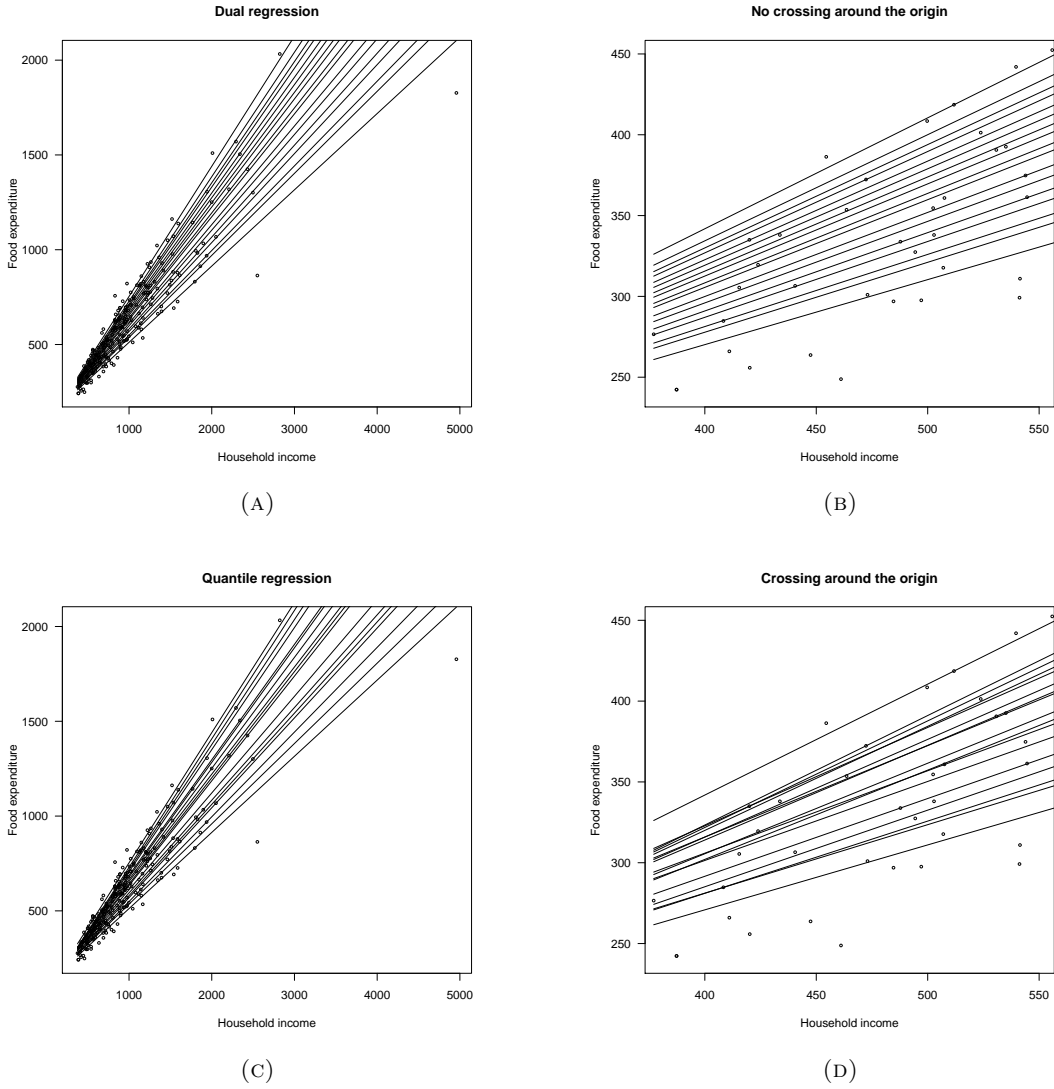 Dual regression
Food expenditure
2000
1500
1000
500
1000 2000 3000 4000 5000
Household income
(A)
No crossing around the origin
Food expenditure
450
400
350
300
250
400 450 500 550
Household income
(B)
Quantile regression
Food expenditure
2000
1500
1000
500
1000 2000 3000 4000 5000
Household income
(C)
Crossing around the origin
Food expenditure
450
400
350
300
250
400 450 500 550
Household income
(D)